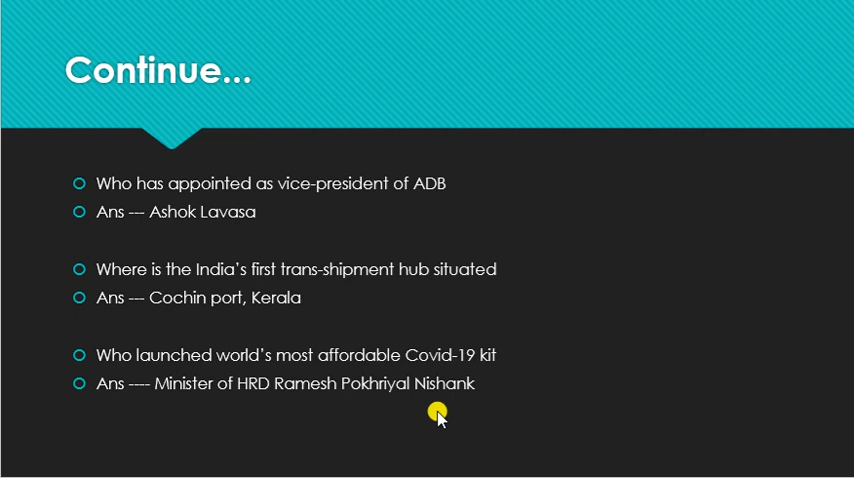 Continue...
Who has appointed as vice-president of ADB
Ans --- Ashok Lavasa
Where is the India's first trans-shipment hub situated
Ans --- Cochin port, Kerala
Who launched world's most affordable Covid-19 kit
Ans ---- Minister of HRD Ramesh Pokhriyal Nishank